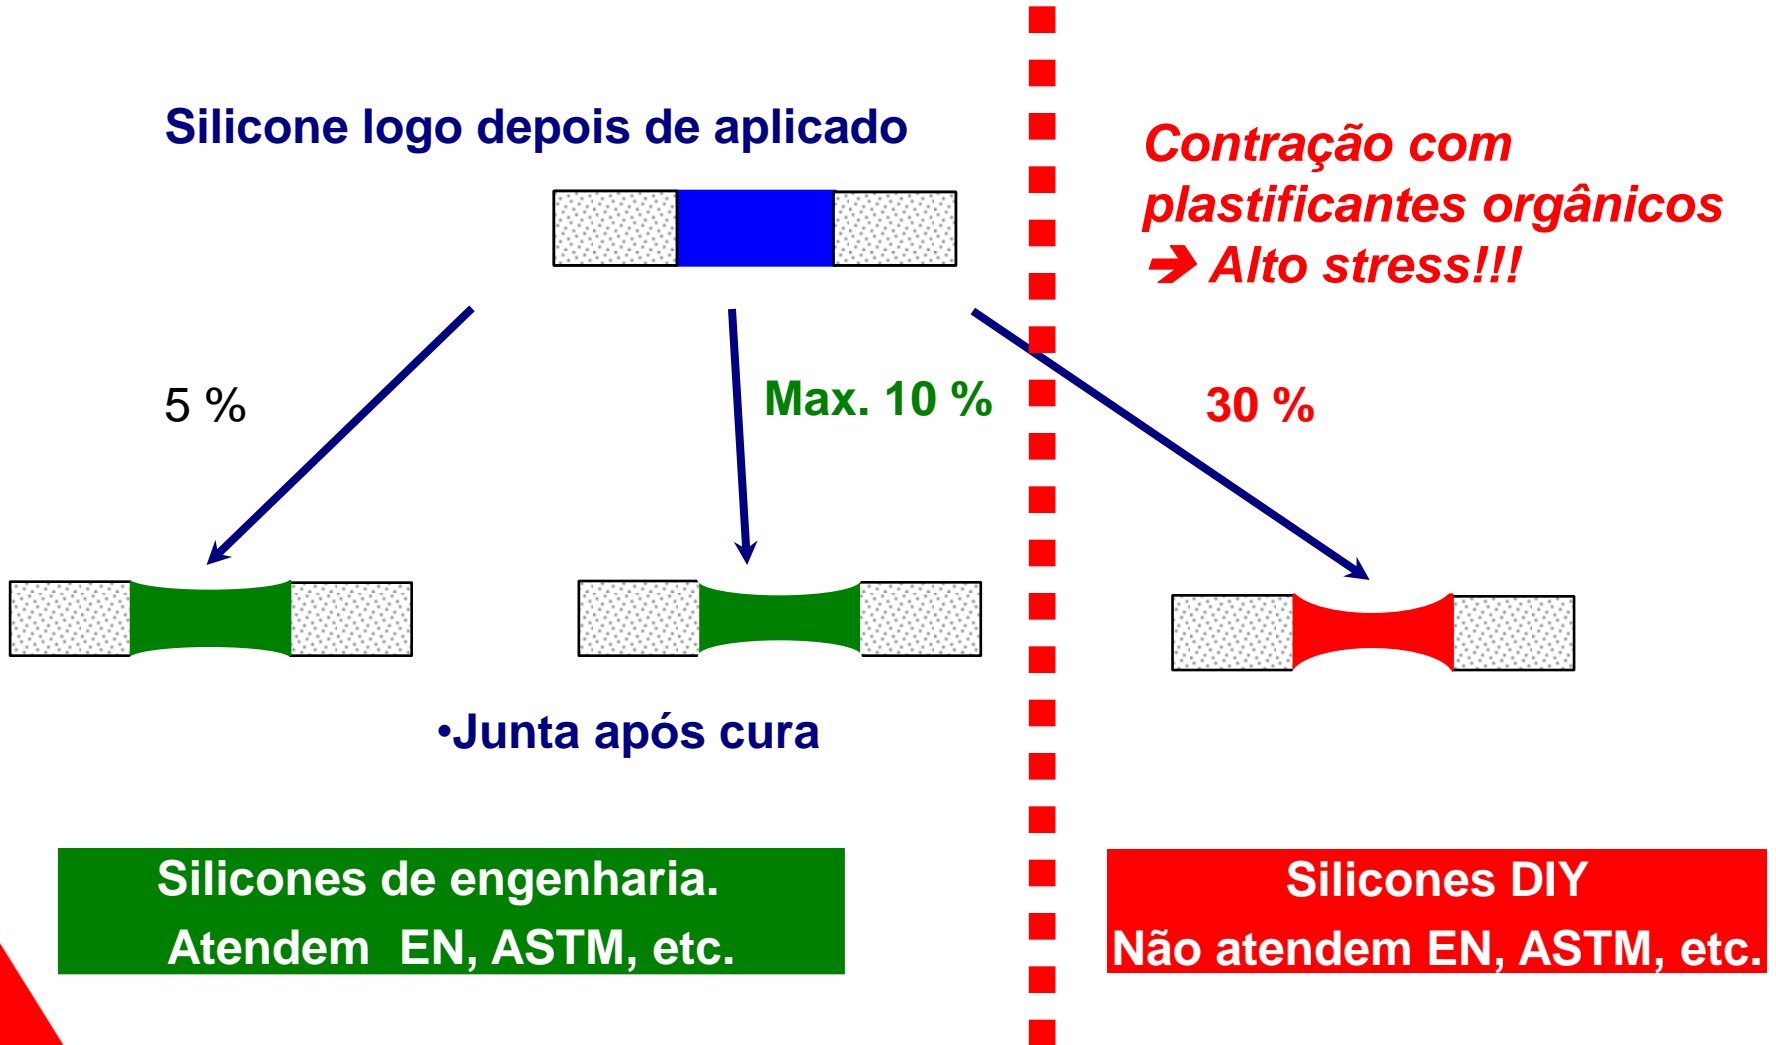 Silicone logo depois de aplicado
Contração com
plastificantes orgânicos
➔ Alto stress!!!
5 %
Max. 10 %
30 %
•Junta após cura
Silicones de engenharia.
Atendem EN, ASTM, etc.
Silicones DIY
Não atendem EN, ASTM, etc.